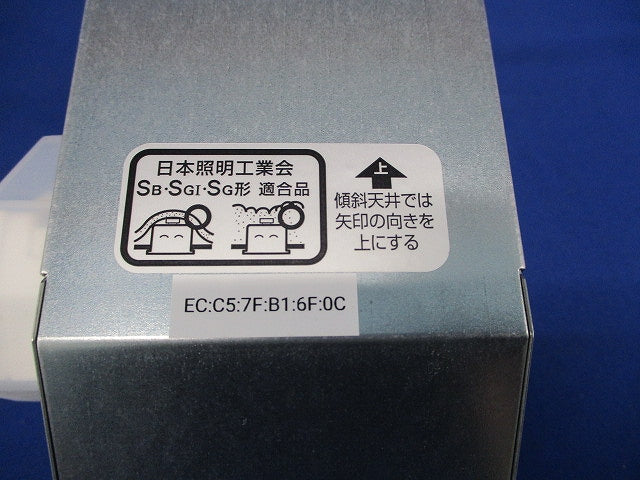 日本照明工業会
SB・SGI・SG形 適合品
上
傾斜天井では
矢印の向きを
上にする
EC:C5:7F:B1:6F:0C